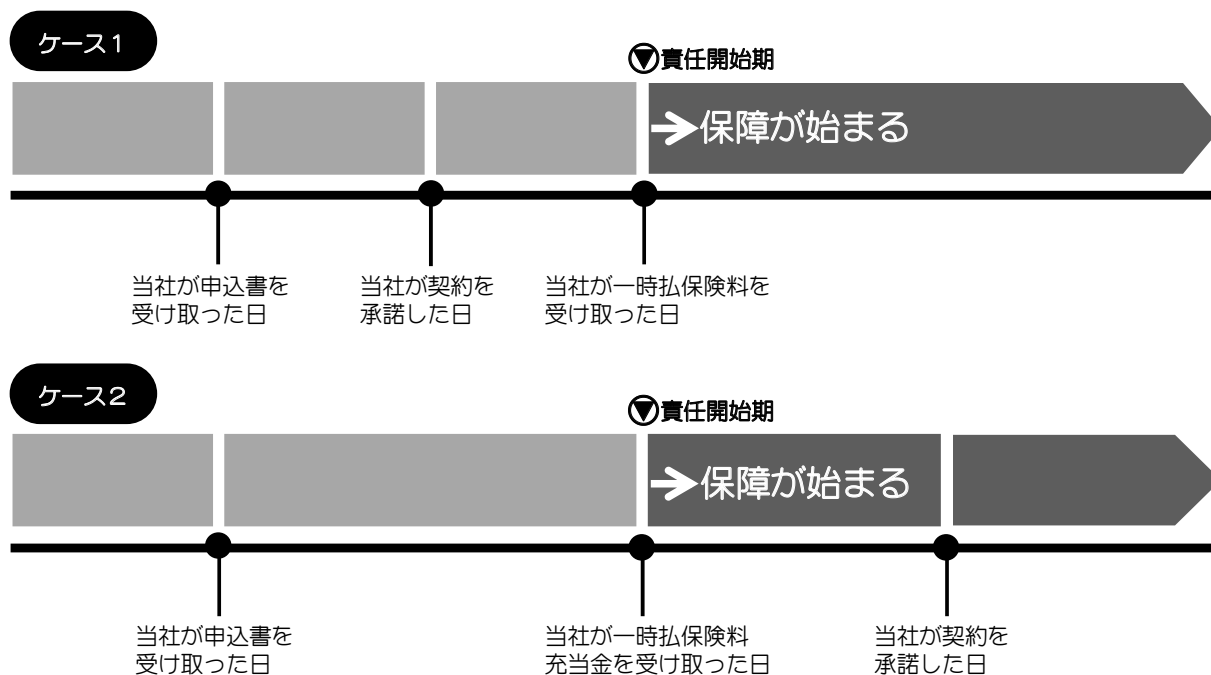 ケース1
責任開始期
保障が始まる
当社が申込書を
受け取った日
当社が契約を
承諾した日
当社が一時払保険料を
受け取った日
ケース2
責任開始期
保障が始まる
当社が申込書を
受け取った日
当社が一時払保険料
充当金を受け取った日
当社が契約を
承諾した日